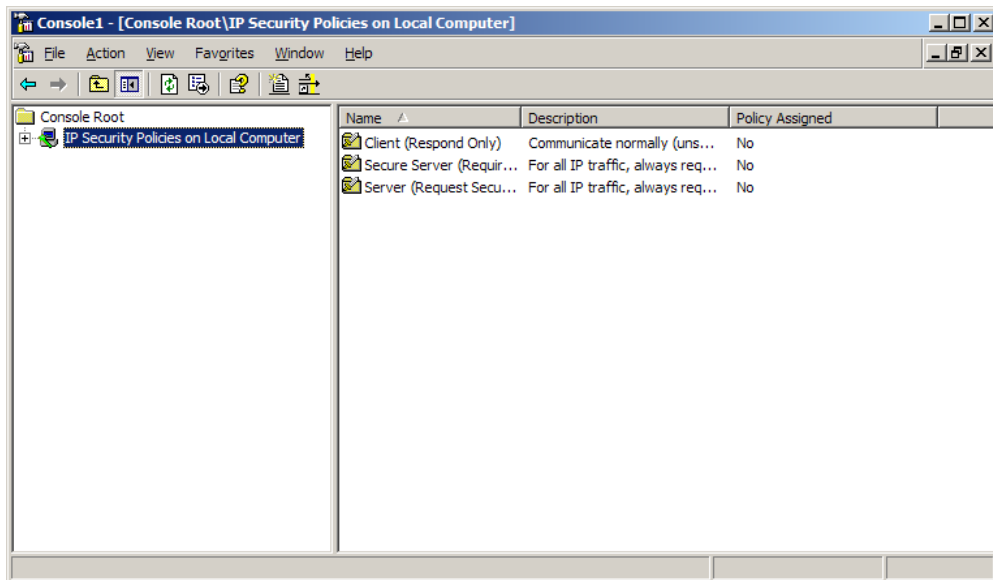 Console1 - [Console Root\IP Security Policies on Local Computer]
File Action View Favorites Window Help
Console Root
IP Security Policies on Local Computer
Name Description Policy Assigned
Client (Respond Only) Communicate normally (uns... No
Secure Server (Requir... For all IP traffic, always req... No
Server (Request Secu... For all IP traffic, always req... No